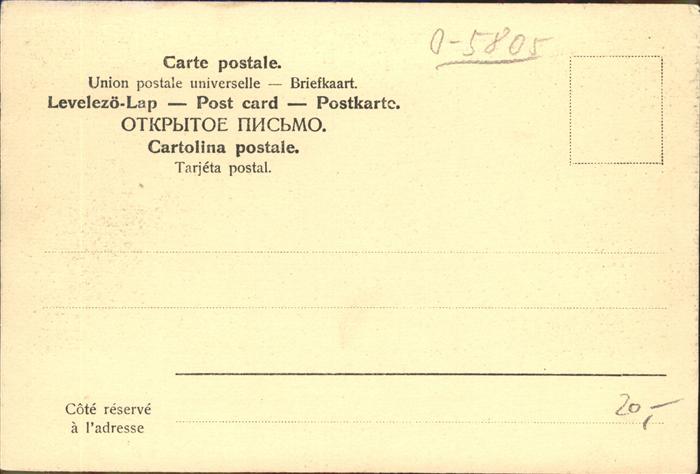 0-5805
Carte postale.
Union postale universelle — Briefkaart.
Levelezö-Lap — Post card — Postkarte.
ОТКРЫТОЕ ПИСЬМО.
Cartolina postale.
Tarjéta postal.
Côté réservé
à l'adresse
20,-